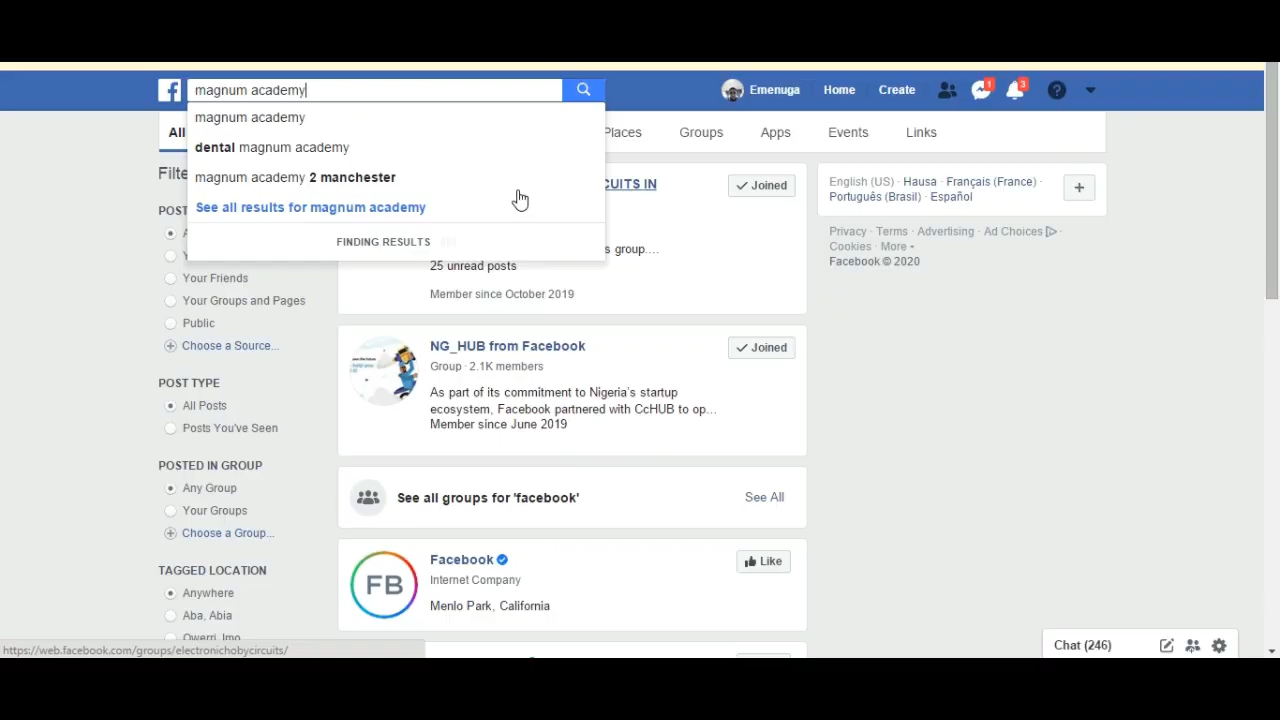 magnum academy
Emenuga
Home
Create
1
3
magnum academy
dental magnum academy
magnum academy 2 manchester
See all results for magnum academy
FINDING RESULTS
All
Places
Groups
Apps
Events
Links
Filte
POST
A
Y
Your Friends
Your Groups and Pages
Public
Choose a Source...
POST TYPE
All Posts
Posts You've Seen
POSTED IN GROUP
Any Group
Your Groups
Choose a Group...
TAGGED LOCATION
Anywhere
Aba, Abia
Owerri, Imo
CUITS IN
Joined
s group....
25 unread posts
Member since October 2019
NG_HUB from Facebook
Joined
Group · 2.1K members
As part of its commitment to Nigeria's startup
ecosystem, Facebook partnered with CcHUB to op...
Member since June 2019
See all groups for 'facebook'
See All
FB
Facebook
Like
Internet Company
Menlo Park, California
English (US) · Hausa · Français (France) ·
Português (Brasil) · Español
Privacy · Terms · Advertising · Ad Choices ·
Cookies · More
Facebook © 2020
Chat (246)
https://web.facebook.com/groups/electronichobycircuits/